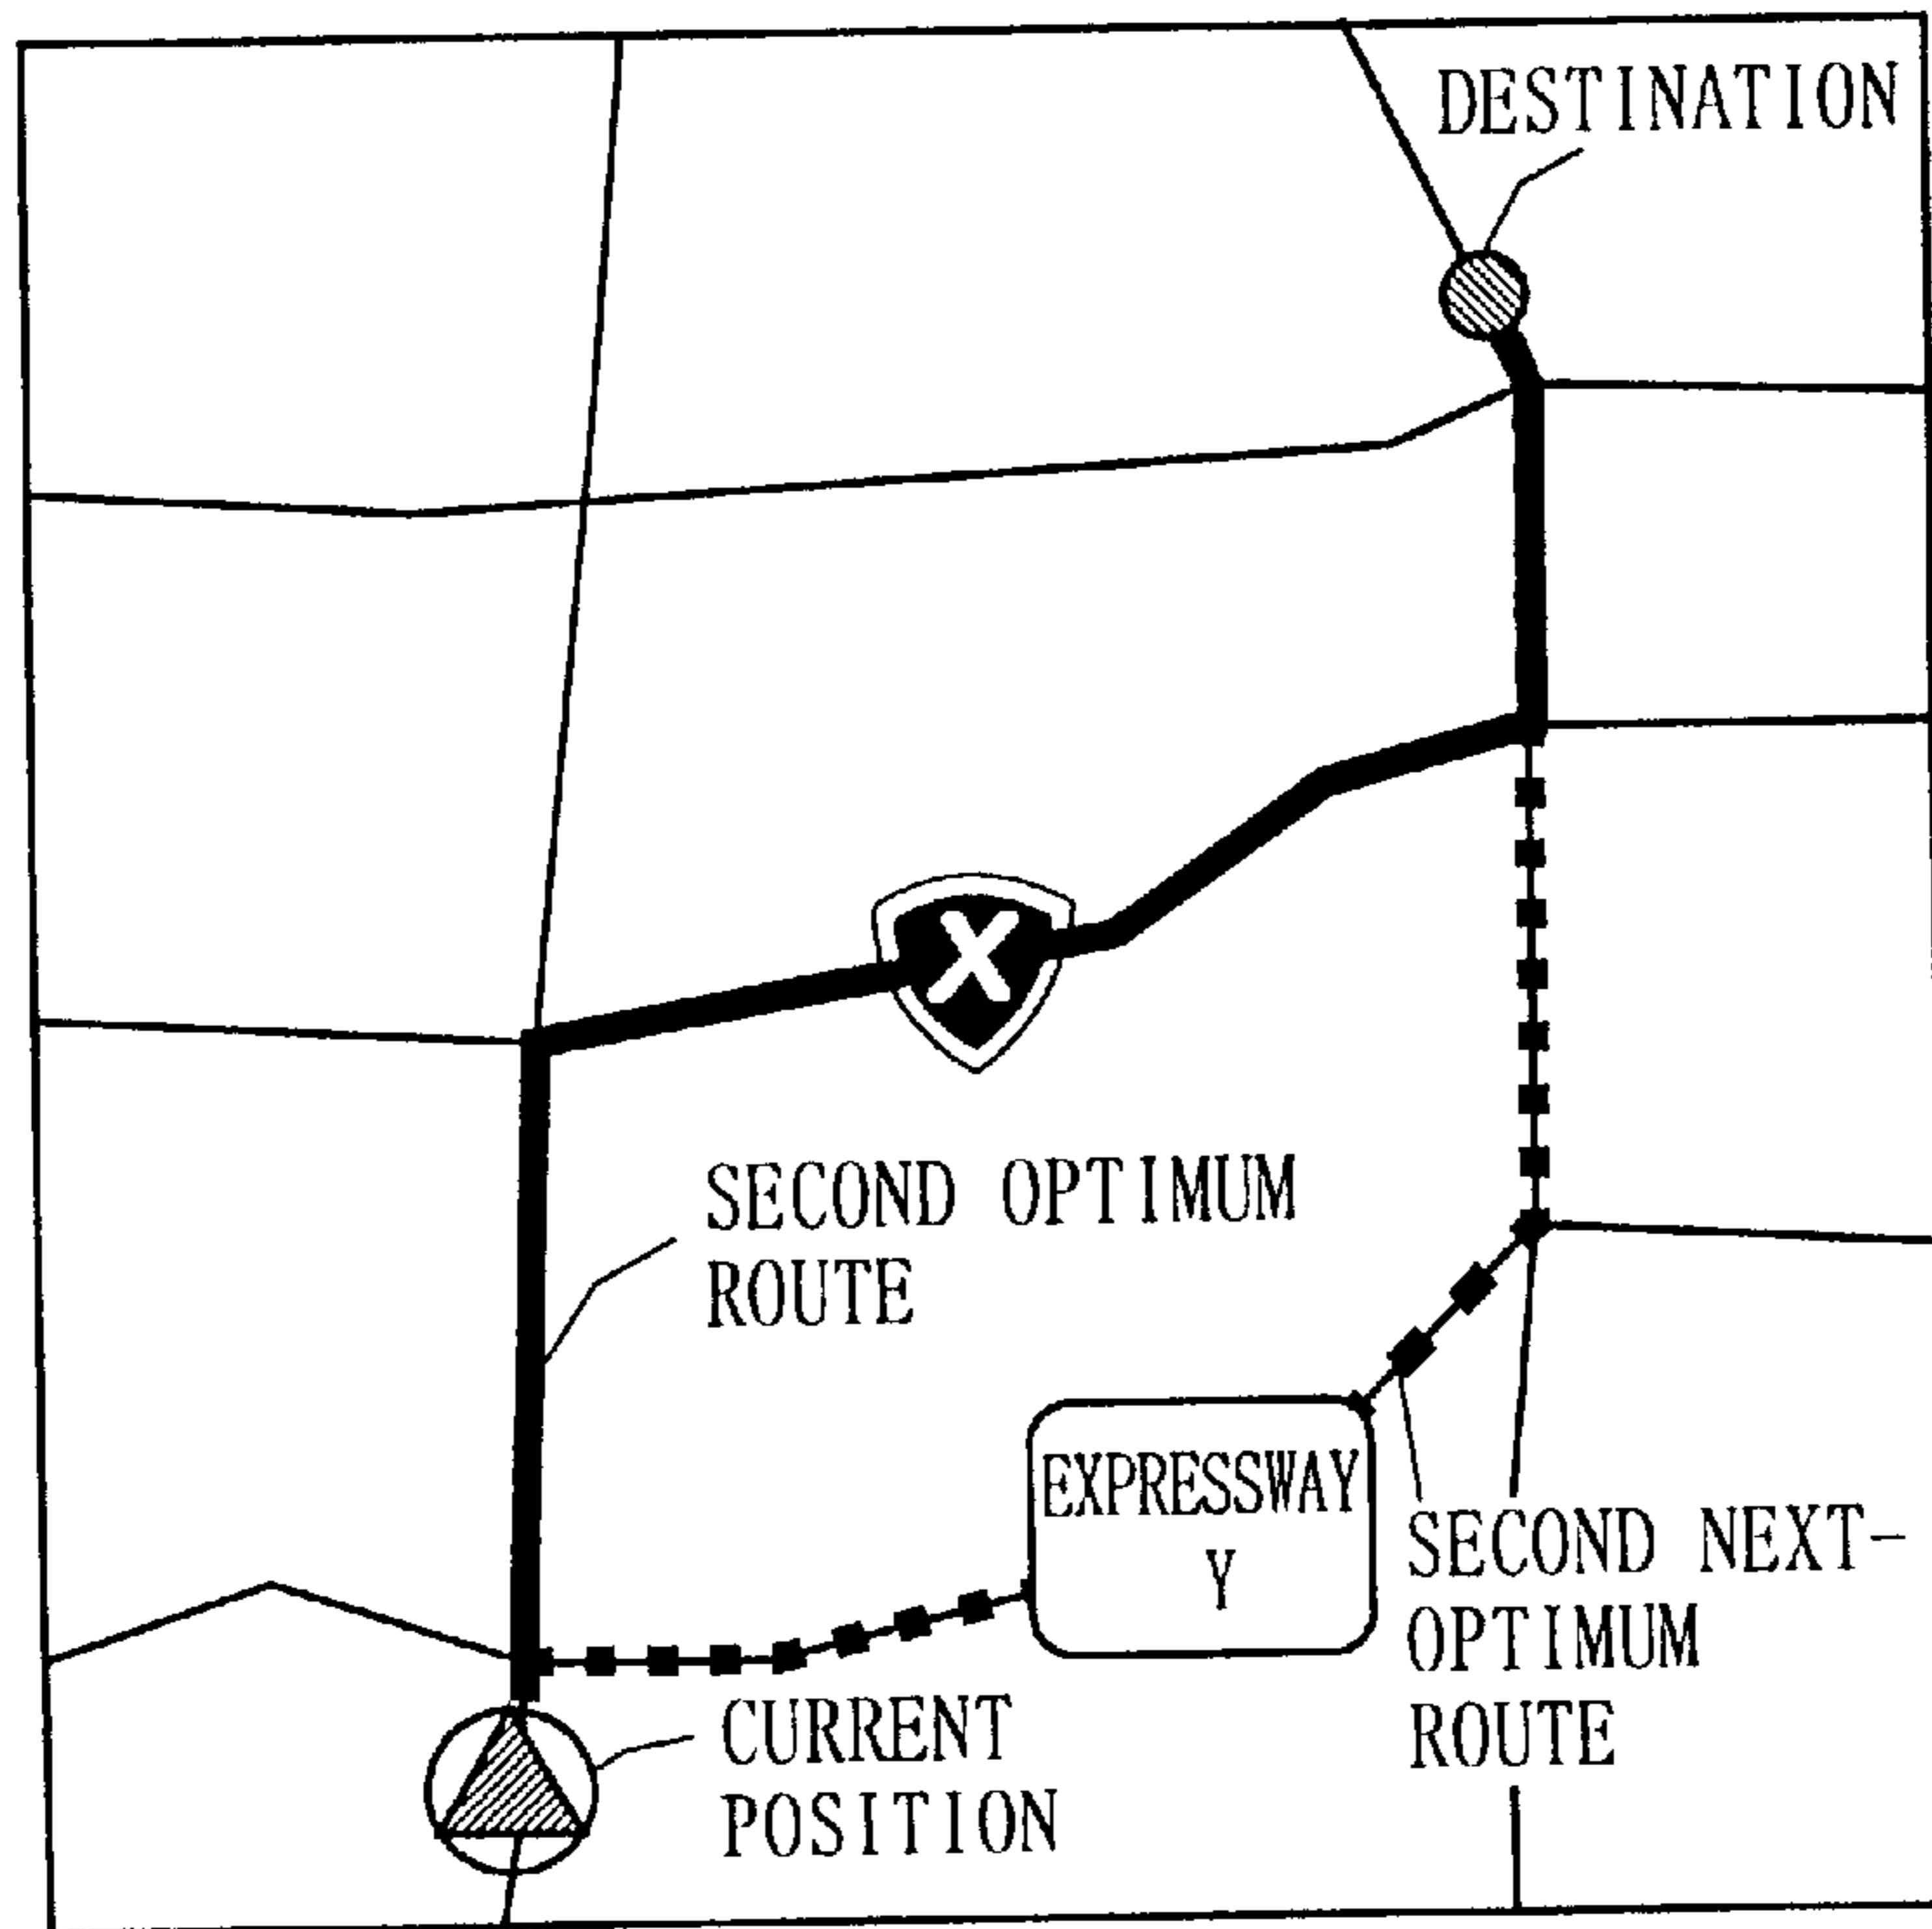 DESTINATION
X
SECOND OPTIMUM
ROUTE
EXPRESSWAY
Y
SECOND NEXT-
OPTIMUM
ROUTE
CURRENT
POSITION